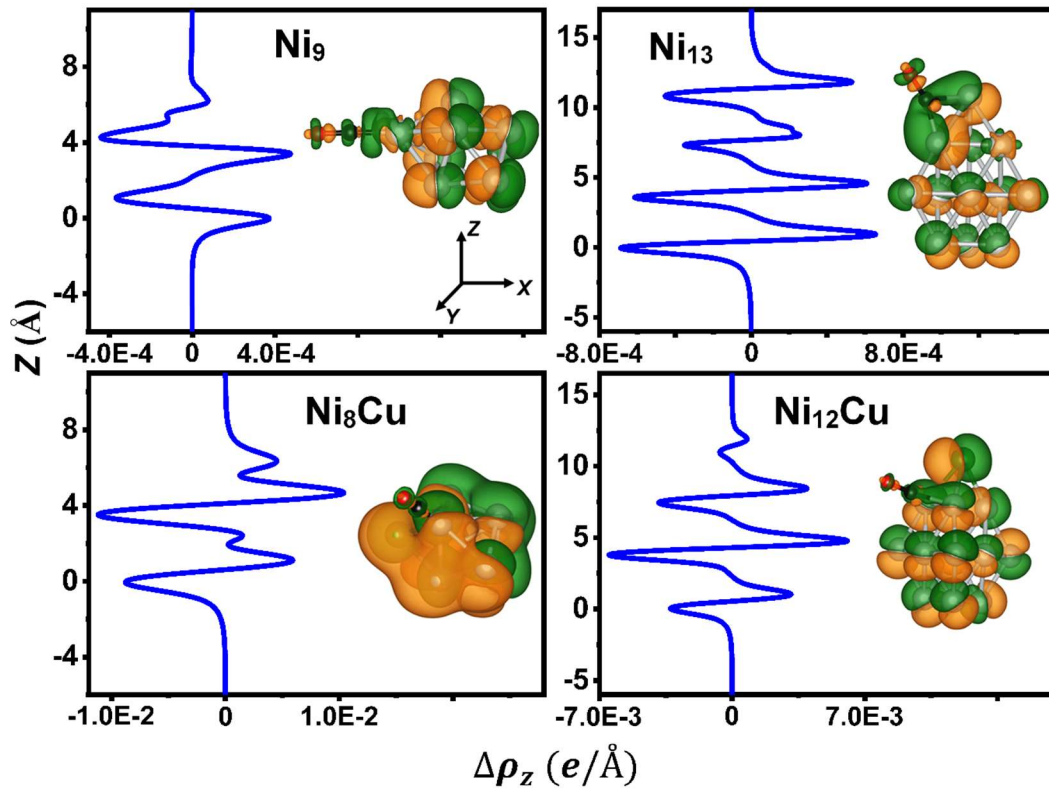 Ni₉
8
4
0
-4
-4.0E-4 0 4.0E-4
Z
X
Y
Ni₁₃
15
10
5
0
-5
-8.0E-4 0 8.0E-4
Z (Å)
Ni₈Cu
8
4
0
-4
-1.0E-2 0 1.0E-2
Ni₁₂Cu
15
10
5
0
-5
-7.0E-3 0 7.0E-3
Δρz (e/Å)